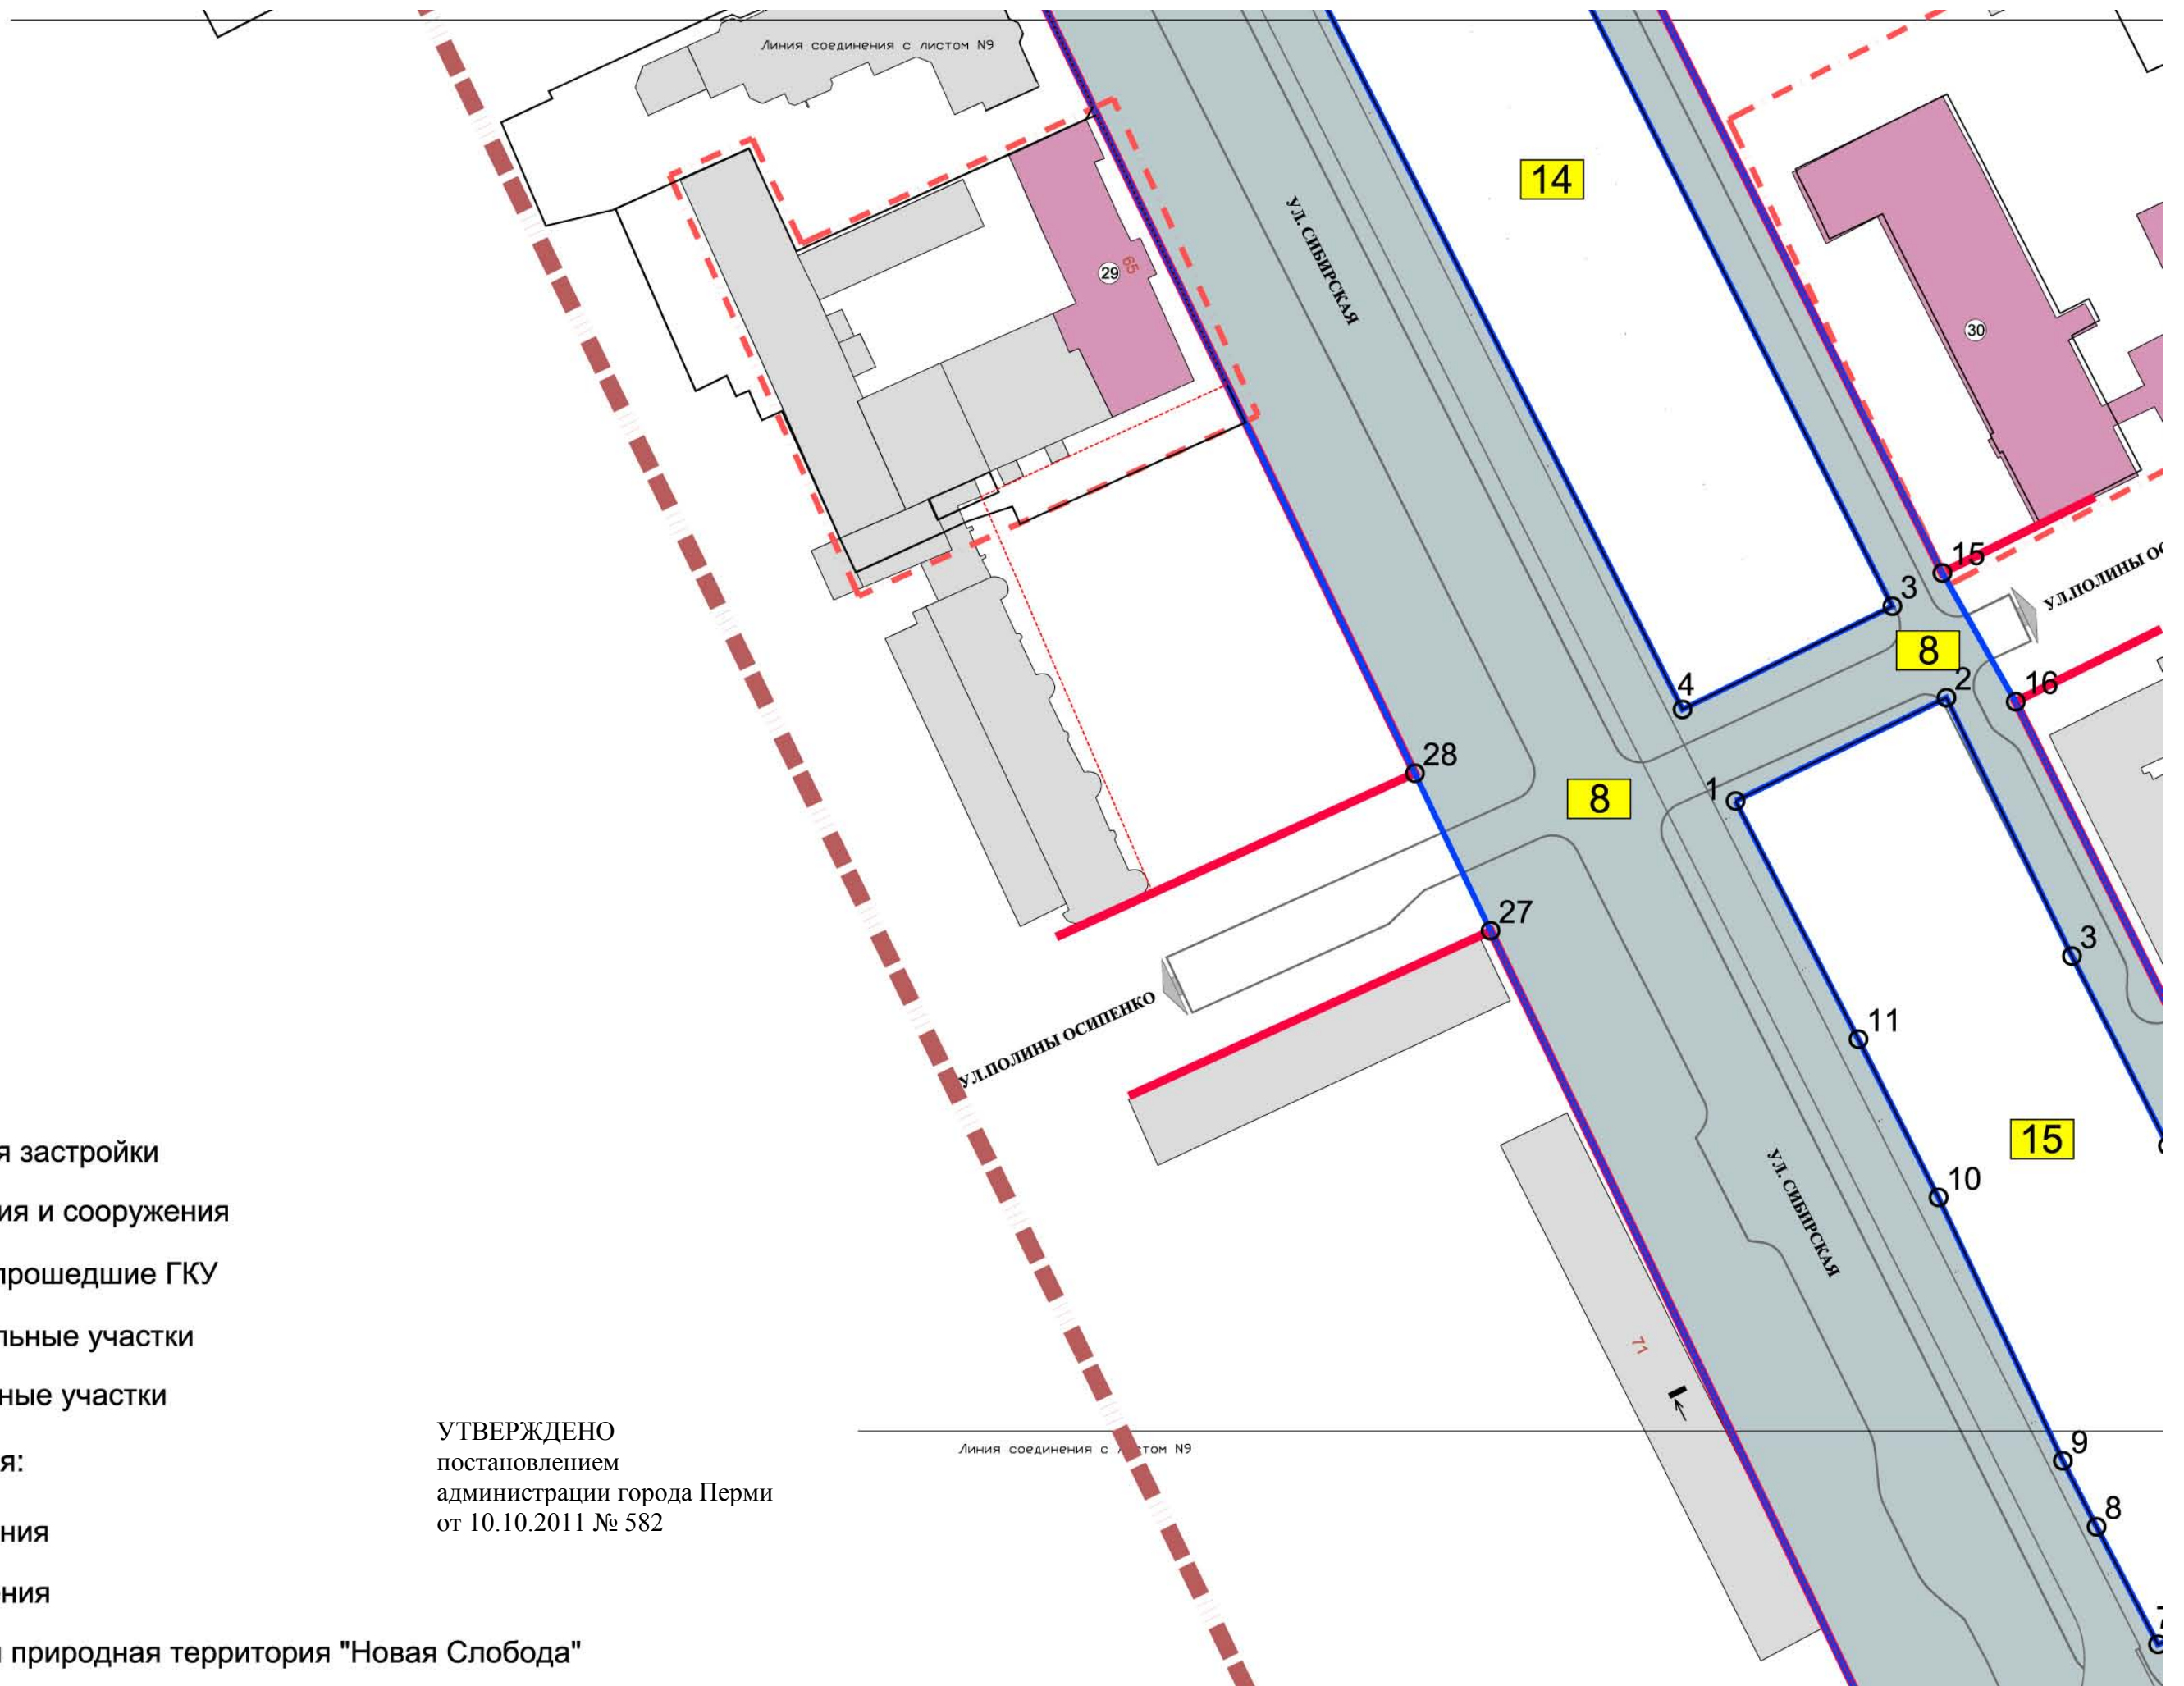 Линия соединения с листом N9
14
УЛ. СИБИРСКАЯ
29
65
30
15
3
УЛ.ПОЛИНЫ
8
2
16
4
28
8
1
27
3
11
УЛ.ПОЛИНЫ ОСИПЕНКО
15
10
УЛ. СИБИРСКАЯ
71
9
8
7
я застройки
ия и сооружения
прошедшие ГКУ
льные участки
ные участки
я:
ния
ния
природная территория "Новая Слобода"
УТВЕРЖДЕНО
постановлением
администрации города Перми
от 10.10.2011 № 582
Линия соединения с листом N9